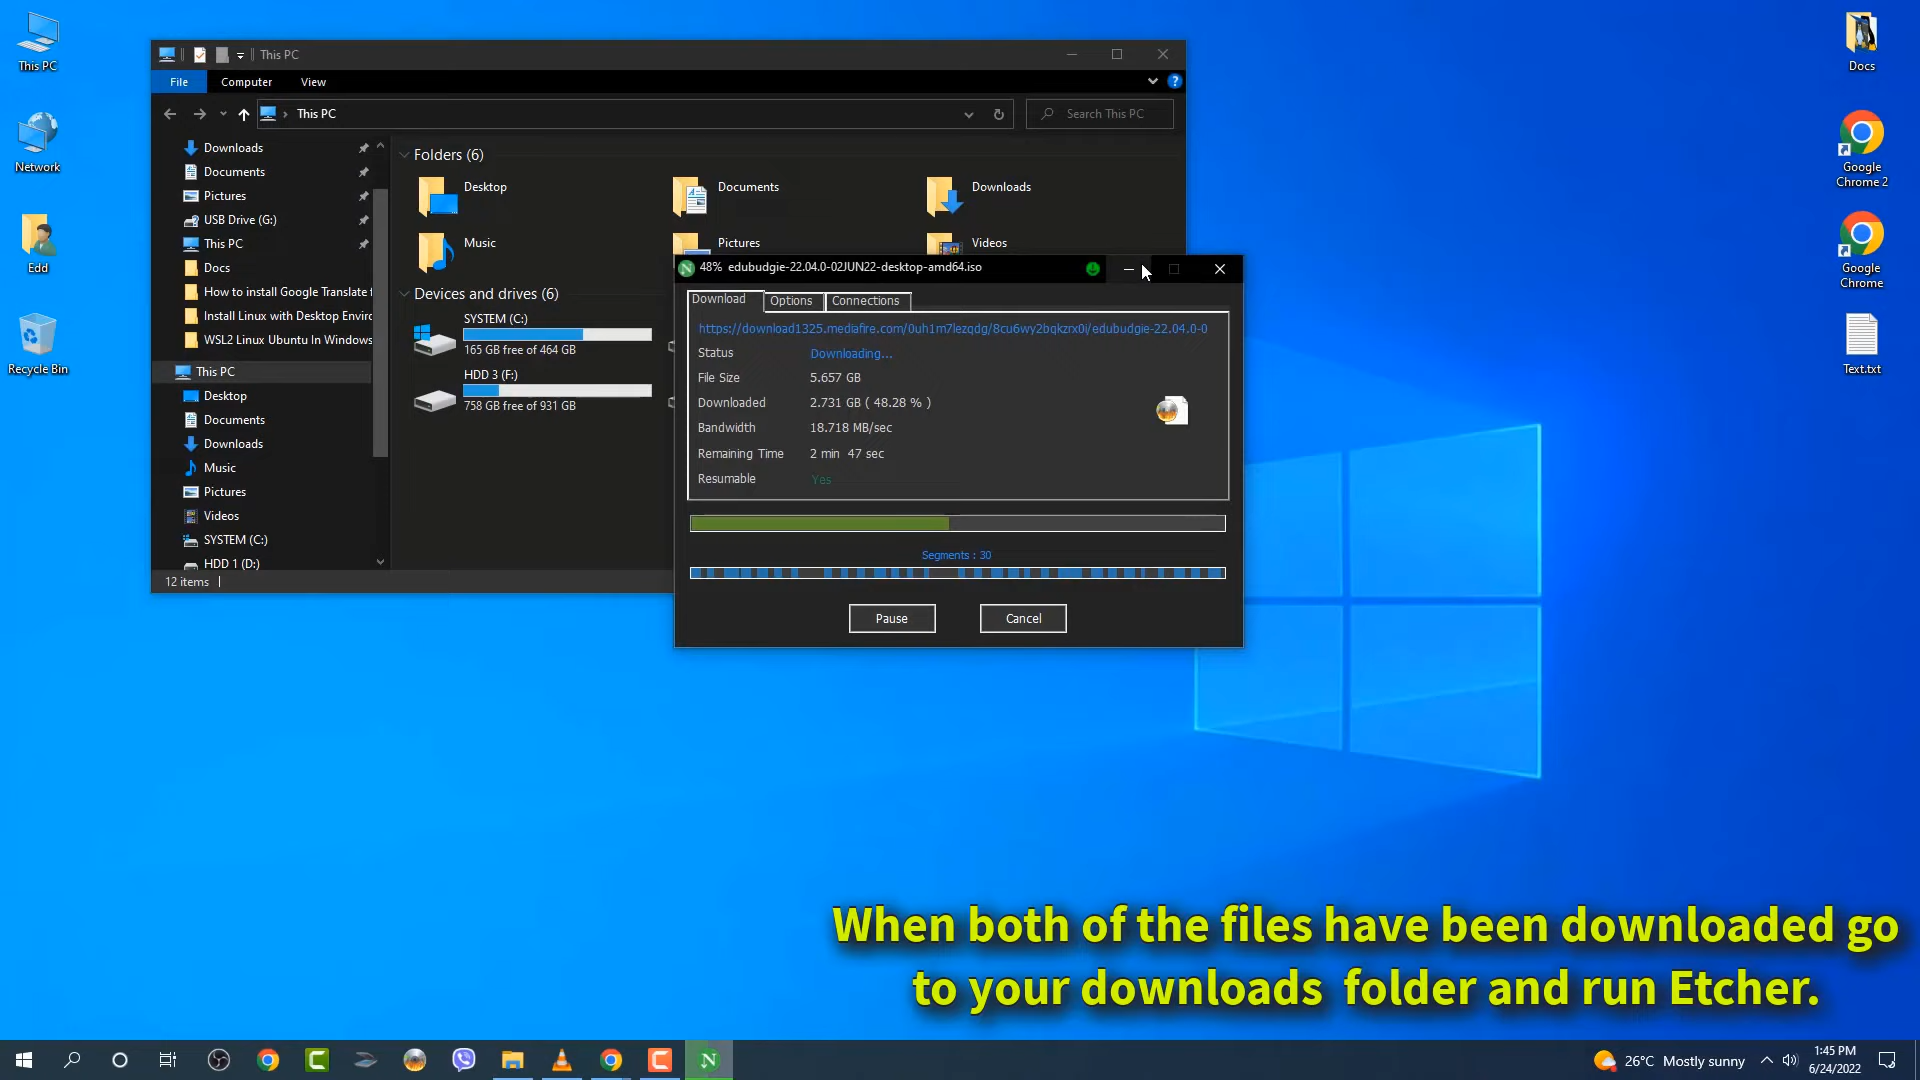 This PC
Network
Edd
Recycle Bin
This PC
File
Computer
View
This PC
Search This PC
Downloads
Documents
Pictures
USB Drive (G:)
This PC
Docs
How to install Google Translate f
Install Linux with Desktop Enviro
WSL2 Linux Ubuntu In Windows
This PC
Desktop
Documents
Downloads
Music
Pictures
Videos
SYSTEM (C:)
HDD 1 (D:)
12 items
Folders (6)
Desktop
Documents
Downloads
Music
Pictures
Videos
Devices and drives (6)
SYSTEM (C:)
165 GB free of 464 GB
HDD 3 (F:)
758 GB free of 931 GB
48% edubudgie-22.04.0-02JUN22-desktop-amd64.iso
Download
Options
Connections
https://download1325.mediafire.com/0uh1m7lezqdg/8cu6wy2bqkzrx0i/edubudgie-22.04.0-0
Status Downloading...
File Size 5.657 GB
Downloaded 2.731 GB ( 48.28 % )
Bandwidth 18.718 MB/sec
Remaining Time 2 min 47 sec
Resumable Yes
Segments : 30
Pause
Cancel
Docs
Google
Chrome 2
Google
Chrome
Text.txt
When both of the files have been downloaded go
to your downloads folder and run Etcher.
26°C Mostly sunny
1:45 PM
6/24/2022